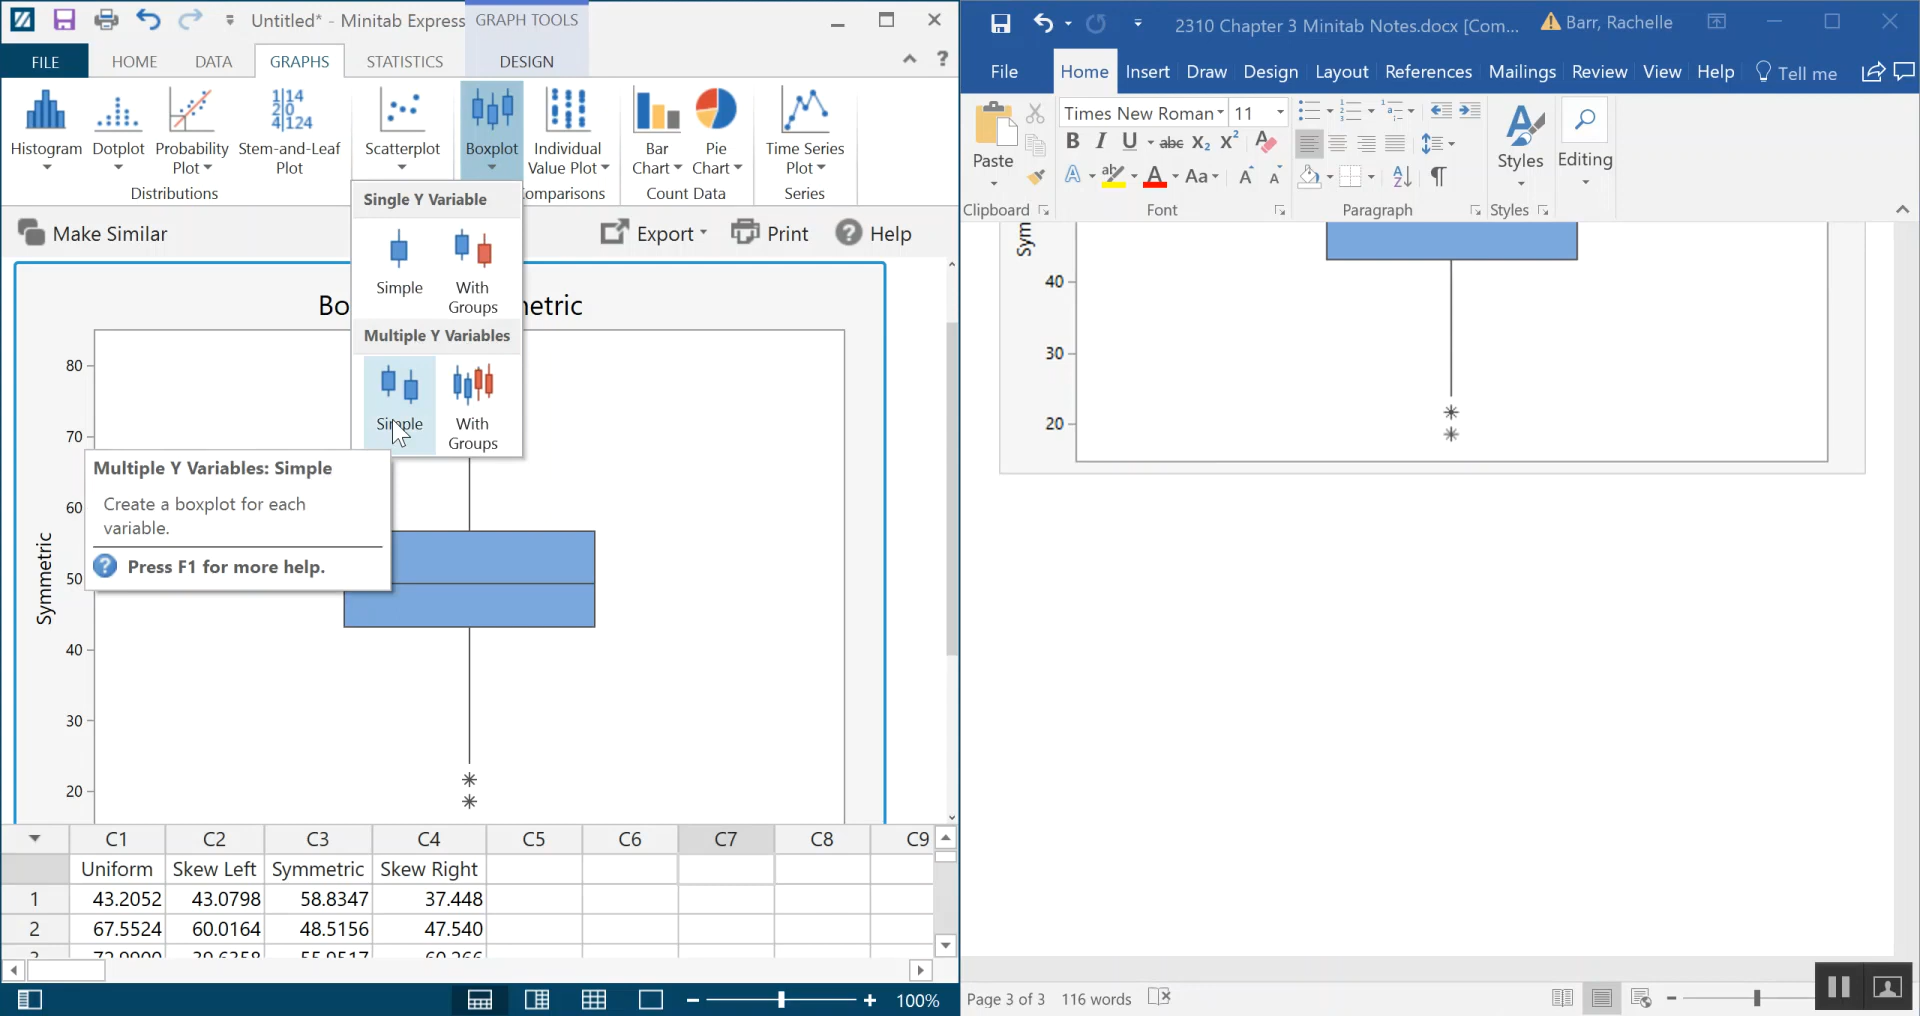 Untitled* - Minitab Express
GRAPH TOOLS
FILE
HOME
DATA
GRAPHS
STATISTICS
DESIGN
?
Histogram
Dotplot
Probability Plot
Stem-and-Leaf Plot
Scatterplot
Boxplot
Individual Value Plot
Bar Chart
Pie Chart
Time Series Plot
Distributions
omparisons
Count Data
Series
Make Similar
Export
Print
Help
Single Y Variable
Simple
With
Groups
Multiple Y Variables
Simple
With
Groups
Multiple Y Variables: Simple
Create a boxplot for each
variable.
Press F1 for more help.
Bo
etric
80
70
60
50
40
30
20
Symmetric
C1 C2 C3 C4 C5 C6 C7 C8 C9
Uniform Skew Left Symmetric Skew Right
1 43.2052 43.0798 58.8347 37.448
2 67.5524 60.0164 48.5156 47.540
100%
2310 Chapter 3 Minitab Notes.docx [Com...
Barr, Rachelle
File Home Insert Draw Design Layout References Mailings Review View Help Tell me
Paste
Times New Roman 11
B I U abc X₂ X² A
A ab A Aa A A
Styles
Editing
Clipboard
Font
Paragraph
Styles
Sym
40
30
20
Page 3 of 3 116 words